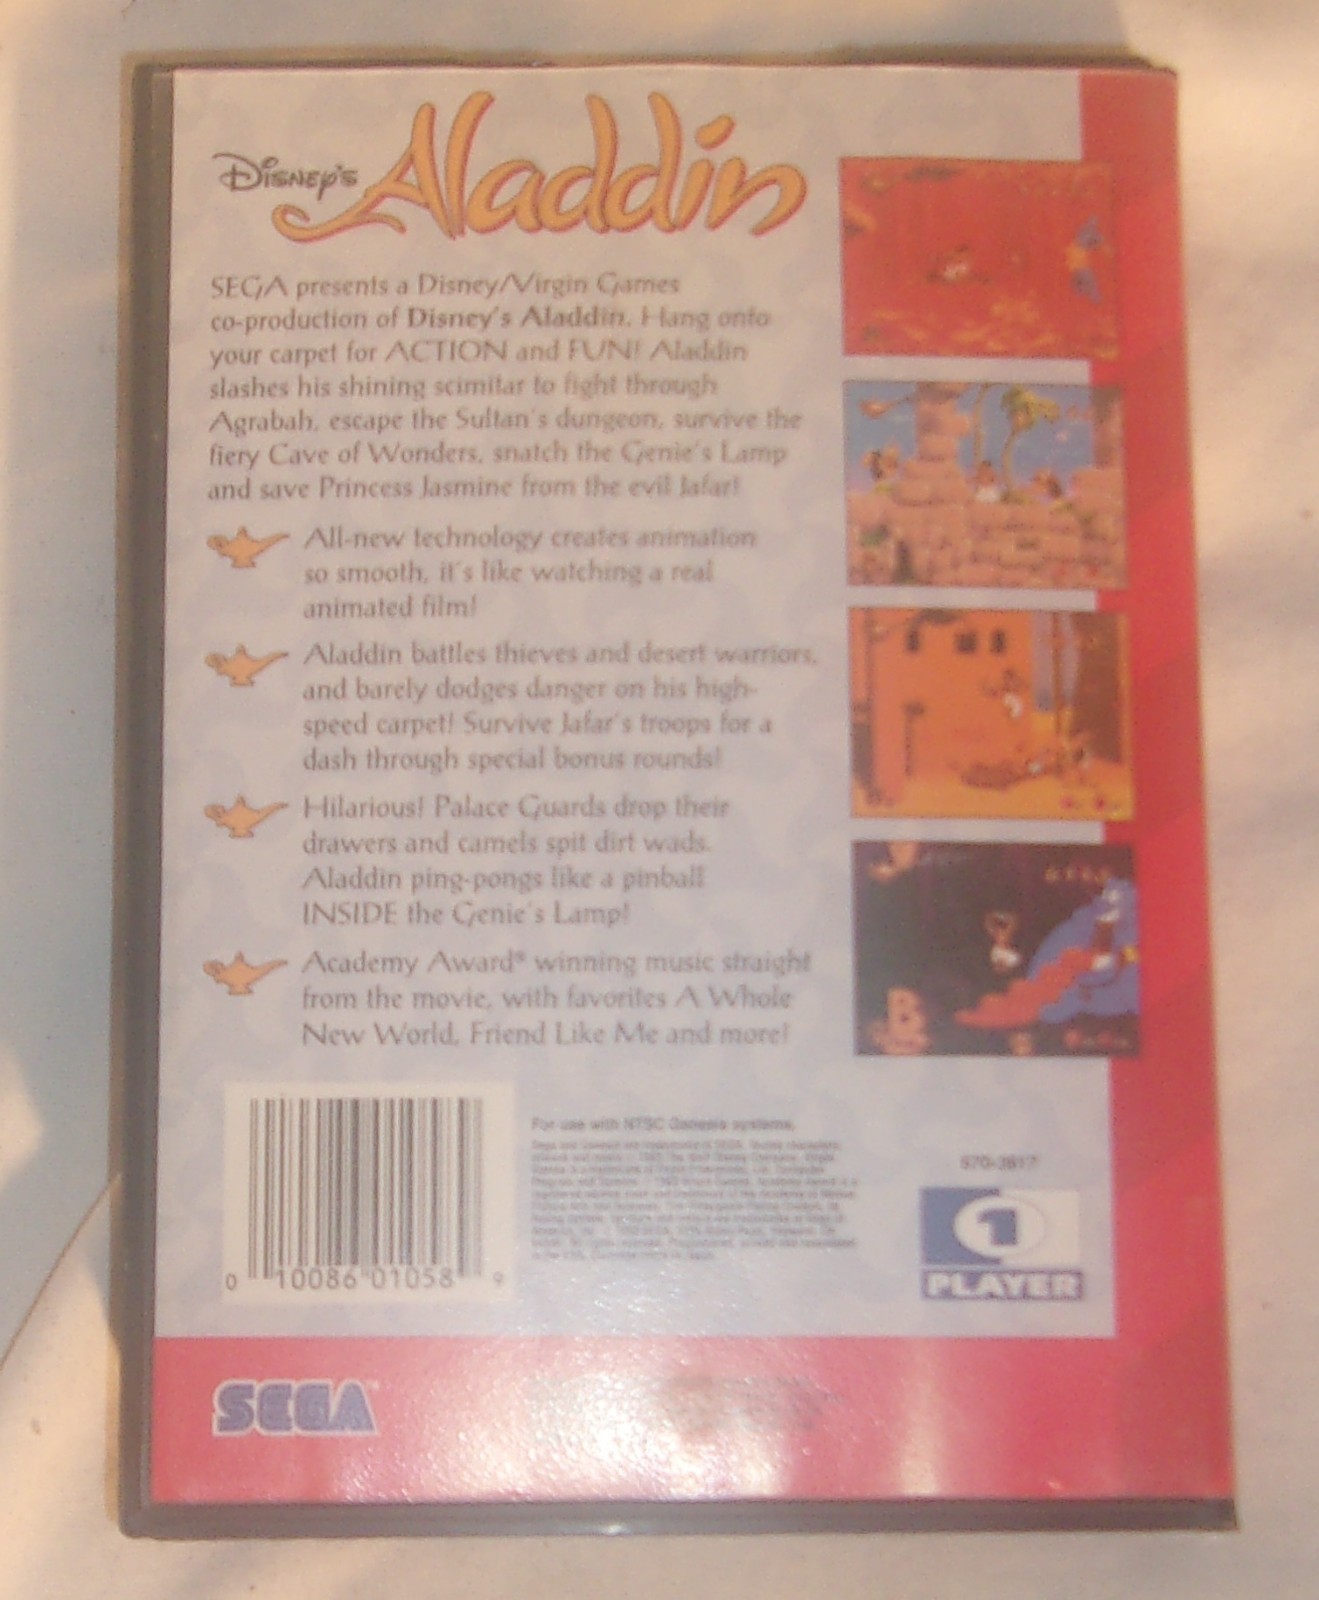 Disney's Aladdin
SEGA presents a Disney/Virgin Games
co-production of Disney's Aladdin. Hang onto
your carpet for ACTION and FUN! Aladdin
slashes his shining scimitar to fight through
Agrabah, escape the Sultan's dungeon, survive the
fiery Cave of Wonders, snatch the Genie's Lamp
and save Princess Jasmine from the evil Jafar!
All-new technology creates animation
so smooth, it's like watching a real
animated film!
Aladdin battles thieves and desert warriors,
and barely dodges danger on his high-
speed carpet! Survive Jafar's troops for a
dash through special bonus rounds!
Hilarious! Palace Guards drop their
drawers and camels spit dirt wads.
Aladdin ping-pongs like a pinball
INSIDE the Genie's Lamp!
Academy Award® winning music straight
from the movie, with favorites A Whole
New World, Friend Like Me and more!
For use with NTSC Genesis systems.
670-3917
1
PLAYER
0 10086 01058 9
SEGA